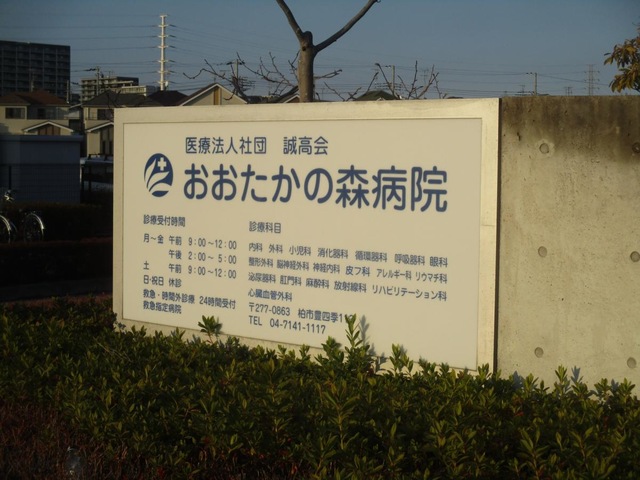 医療法人社団 誠高会
おおたかの森病院
診療受付時間
月～金 午前 9:00～12:00
午後 2:00～5:00
土 午前 9:00～12:00
日・祝日 休診
救急・時間外診療 24時間受付
救急指定病院
診療科目
内科 外科 小児科 消化器科 循環器科 呼吸器科 眼科
整形外科 脳神経外科 神経内科 皮フ科 アレルギー科 リウマチ科
泌尿器科 肛門科 麻酔科 放射線科 リハビリテーション科
心臓血管外科
〒277-0863 柏市豊四季1
TEL 04-7141-1117